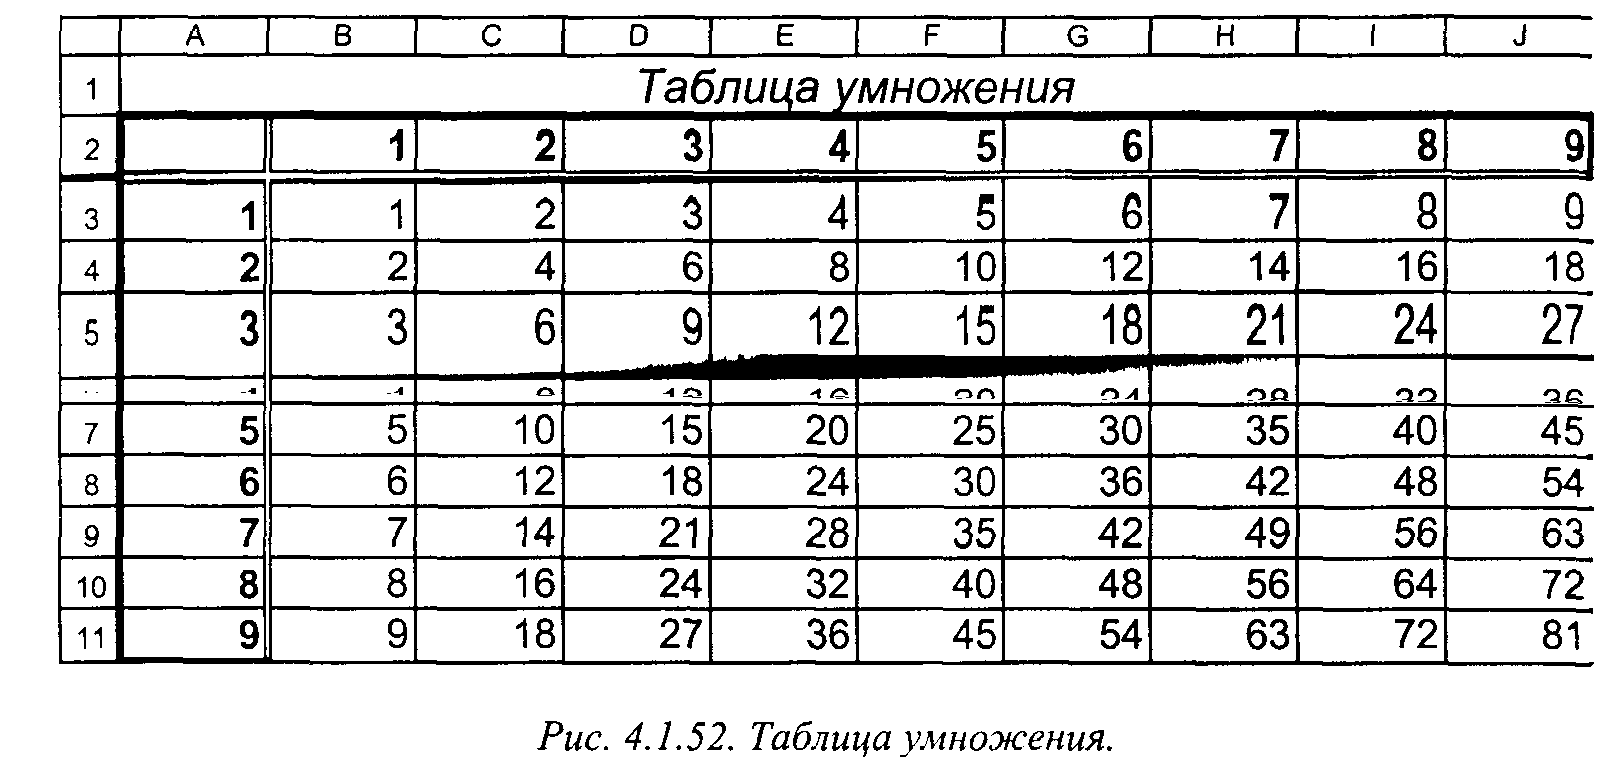 A B C D E F G H I J
1 Таблица умножения
2 1 2 3 4 5 6 7 8 9
3 1 1 2 3 4 5 6 7 8 9
4 2 2 4 6 8 10 12 14 16 18
5 3 3 6 9 12 15 18 21 24 27
7 5 5 10 15 20 25 30 35 40 45
8 6 6 12 18 24 30 36 42 48 54
9 7 7 14 21 28 35 42 49 56 63
10 8 8 16 24 32 40 48 56 64 72
11 9 9 18 27 36 45 54 63 72 81
Рис. 4.1.52. Таблица умножения.